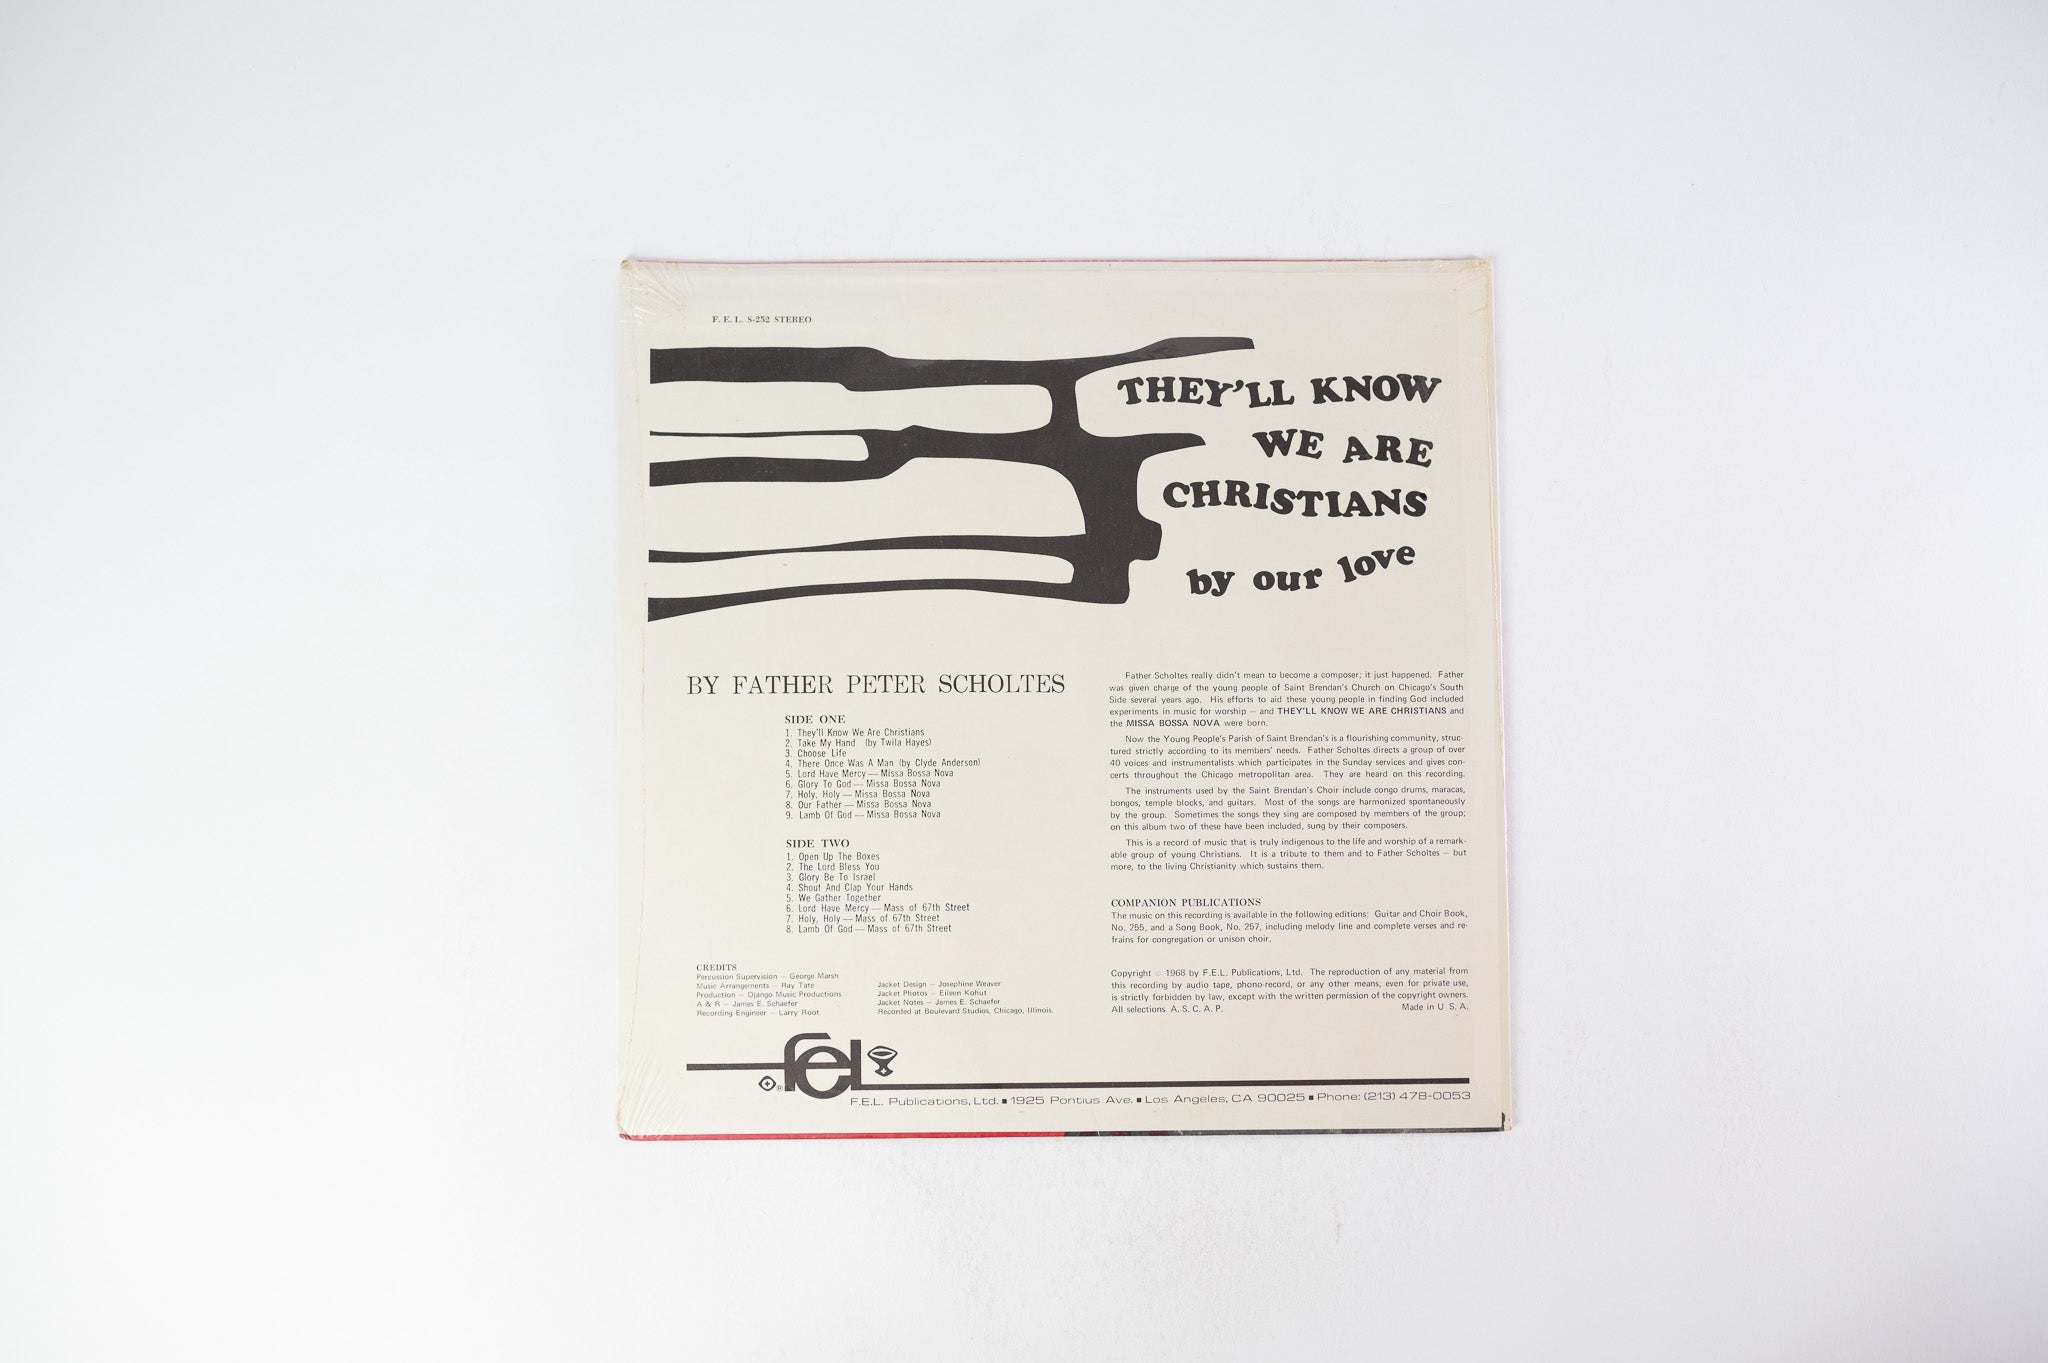 F. E. L. S-252 STEREO
THEY'LL KNOW
WE ARE
CHRISTIANS
by our love
BY FATHER PETER SCHOLTES
SIDE ONE
1. They'll Know We Are Christians
2. Take My Hand (by Twila Hayes)
3. Choose Life
4. There Once Was A Man (by Clyde Anderson)
5. Lord Have Mercy — Missa Bossa Nova
6. Glory To God — Missa Bossa Nova
7. Holy, Holy — Missa Bossa Nova
8. Our Father — Missa Bossa Nova
9. Lamb Of God — Missa Bossa Nova
SIDE TWO
1. Open Up The Boxes
2. The Lord Bless You
3. Glory Be To Israel
4. Shout And Clap Your Hands
5. We Gather Together
6. Lord Have Mercy — Mass of 67th Street
7. Holy, Holy — Mass of 67th Street
8. Lamb Of God — Mass of 67th Street
CREDITS
Percussion Supervision — George Marsh
Music Arrangements — Ray Tate
Production — Django Music Productions
A & R — James E. Schaefer
Recording Engineer — Larry Root
Jacket Design — Josephine Weaver
Jacket Photos — Eileen Kohut
Jacket Notes — James E. Schaefer
Recorded at Boulevard Studios, Chicago, Illinois.
Father Scholtes really didn't mean to become a composer; it just happened. Father
was given charge of the young people of Saint Brendan's Church on Chicago's South
Side several years ago. His efforts to aid these young people in finding God included
experiments in music for worship — and THEY'LL KNOW WE ARE CHRISTIANS and
the MISSA BOSSA NOVA were born.
Now the Young People's Parish of Saint Brendan's is a flourishing community, struc-
tured strictly according to its members' needs. Father Scholtes directs a group of over
40 voices and instrumentalists which participates in the Sunday services and gives con-
certs throughout the Chicago metropolitan area. They are heard on this recording.
The instruments used by the Saint Brendan's Choir include congo drums, maracas,
bongos, temple blocks, and guitars. Most of the songs are harmonized spontaneously
by the group. Sometimes the songs they sing are composed by members of the group;
on this album two of these have been included, sung by their composers.
This is a record of music that is truly indigenous to the life and worship of a remark-
able group of young Christians. It is a tribute to them and to Father Scholtes — but
more, to the living Christianity which sustains them.
COMPANION PUBLICATIONS
The music on this recording is available in the following editions: Guitar and Choir Book,
No. 255, and a Song Book, No. 257, including melody line and complete verses and re-
frains for congregation or unison choir.
Copyright © 1968 by F.E.L. Publications, Ltd. The reproduction of any material from
this recording by audio tape, phono-record, or any other means, even for private use,
is strictly forbidden by law, except with the written permission of the copyright owners.
All selections A. S. C. A. P. Made in U. S. A.
fel
F.E.L. Publications, Ltd. ■ 1925 Pontius Ave. ■ Los Angeles, CA 90025 ■ Phone: (213) 478-0053